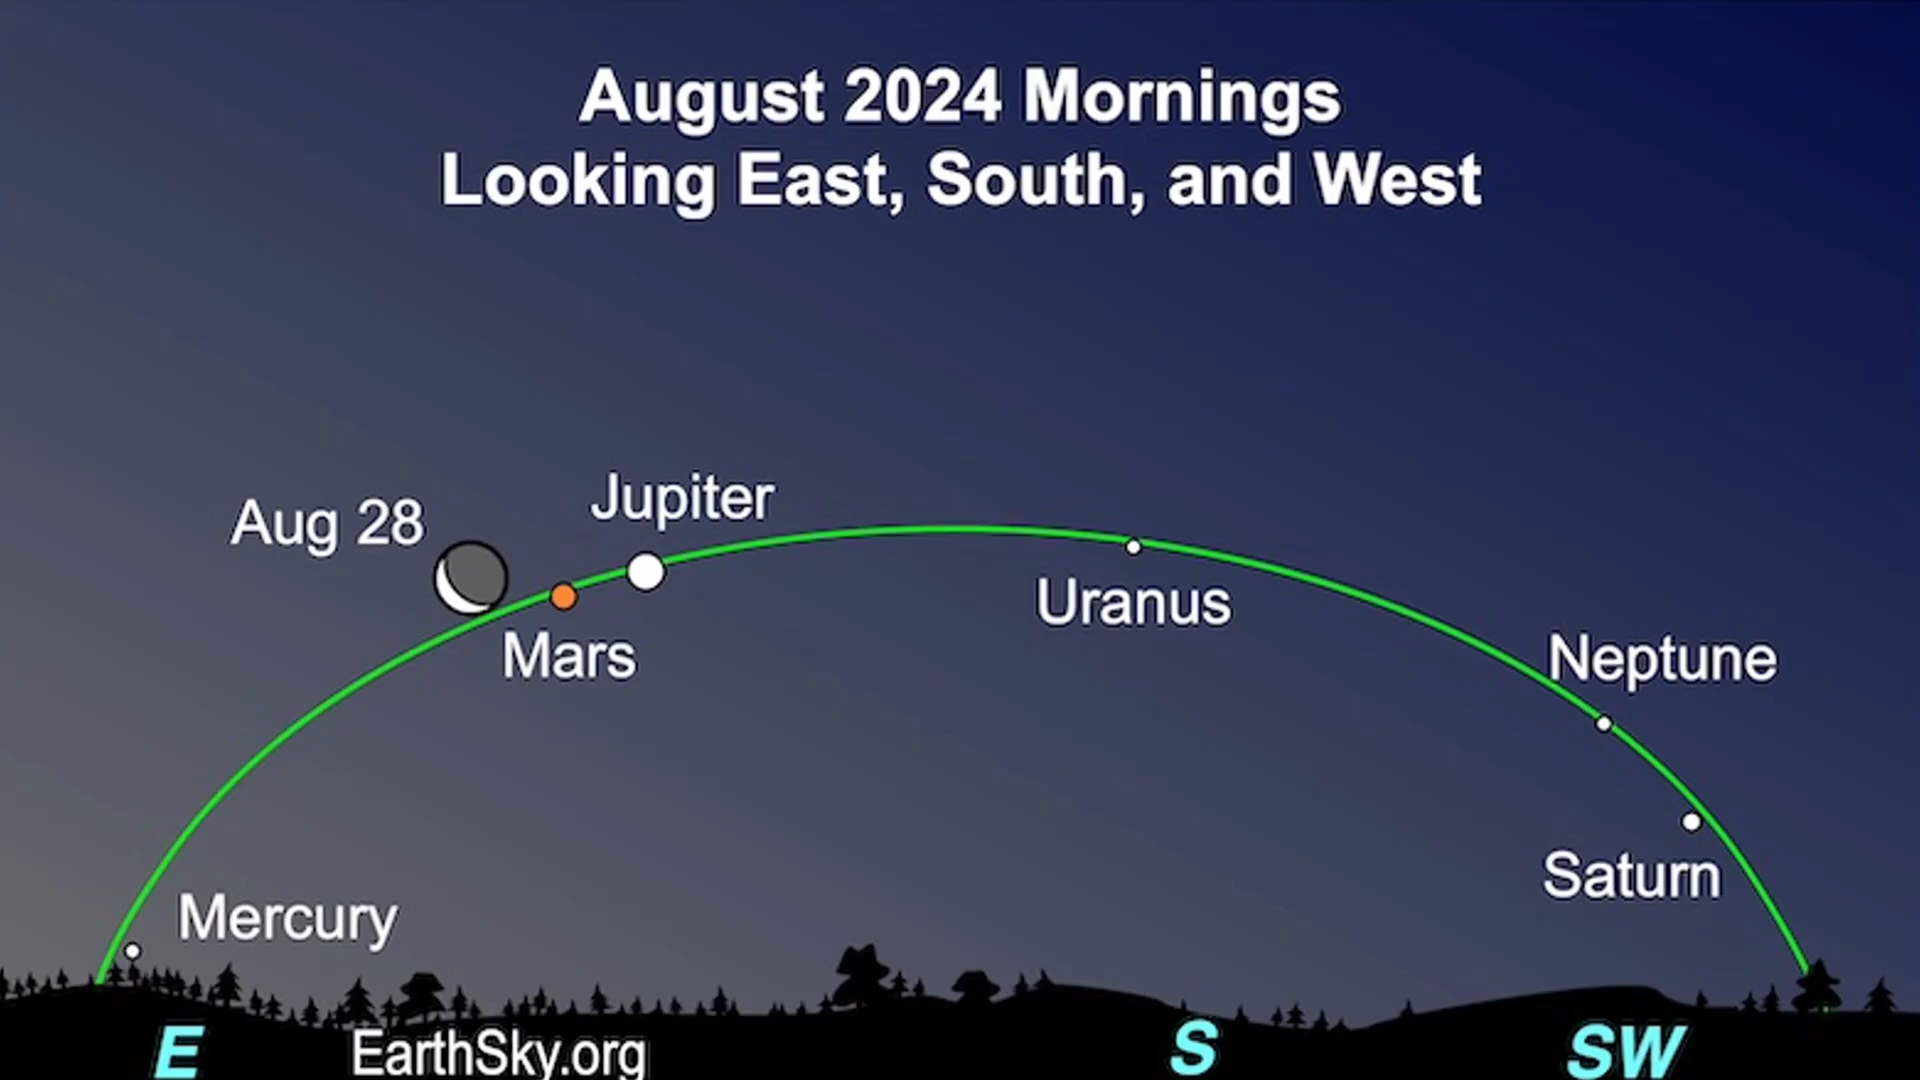 August 2024 Mornings
Looking East, South, and West
Jupiter
Aug 28
Uranus
Mars
Neptune
Saturn
Mercury
E
EarthSky.org
S
SW